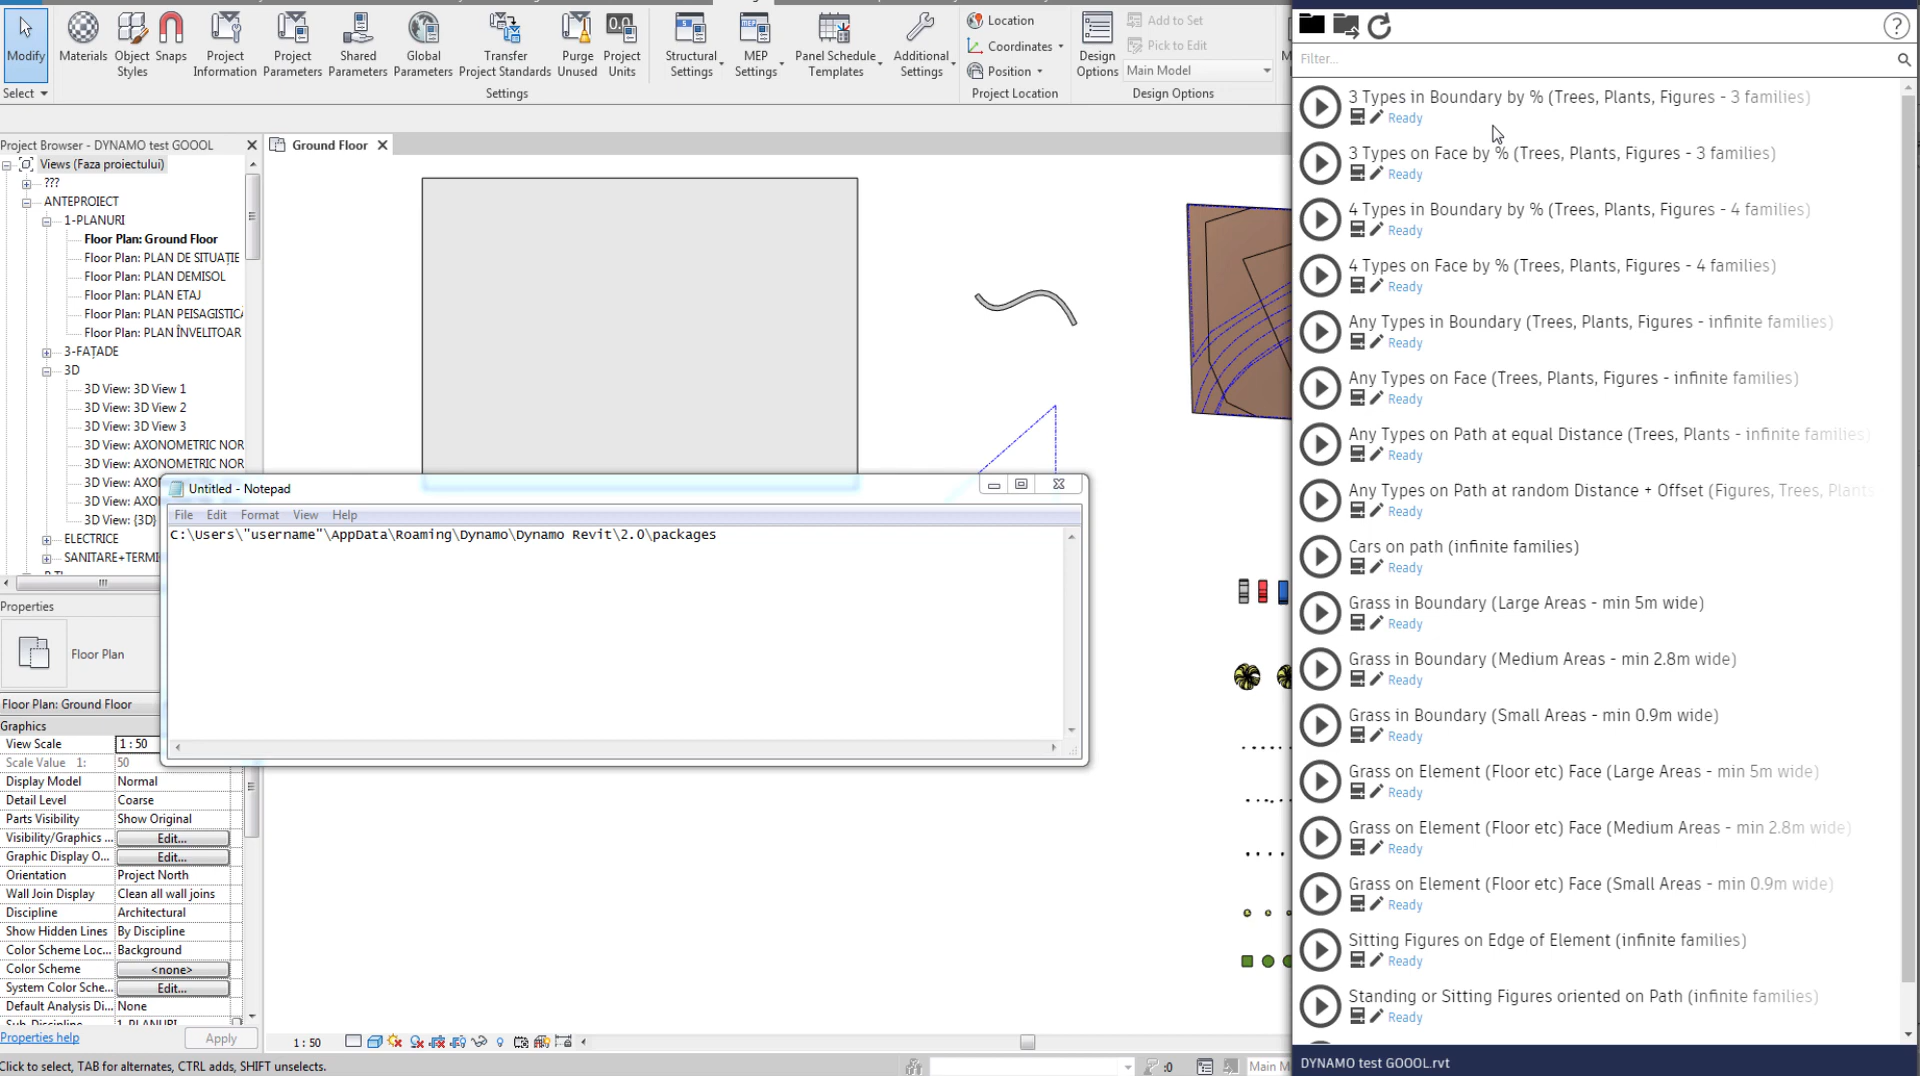 Modify
Materials
Object
Styles
Snaps
Project
Information
Project
Parameters
Shared
Parameters
Global
Parameters
Transfer
Project Standards
Purge
Unused
Project
Units
Structural
Settings
MEP
Settings
Panel Schedule
Templates
Additional
Settings
Location
Coordinates
Position
Design
Options
Add to Set
Pick to Edit
Main Model
Select
Settings
Project Location
Design Options
Project Browser - DYNAMO test GOOOL
Views (Faza proiectului)
???
ANTEPROIECT
1-PLANURI
Floor Plan: Ground Floor
Floor Plan: PLAN DE SITUAȚIE
Floor Plan: PLAN DEMISOL
Floor Plan: PLAN ETAJ
Floor Plan: PLAN PEISAGISTICĂ
Floor Plan: PLAN ÎNVELITOAR
3-FAȚADE
3D
3D View: 3D View 1
3D View: 3D View 2
3D View: 3D View 3
3D View: AXONOMETRIC NOR
3D View: AXONOMETRIC NOR
3D View: AXO
3D View: AXO
3D View: {3D}
ELECTRICE
SANITARE+TERMI
Properties
Floor Plan
Floor Plan: Ground Floor
Graphics
View Scale 1 : 50
Scale Value 1: 50
Display Model Normal
Detail Level Coarse
Parts Visibility Show Original
Visibility/Graphics ... Edit...
Graphic Display O... Edit...
Orientation Project North
Wall Join Display Clean all wall joins
Discipline Architectural
Show Hidden Lines By Discipline
Color Scheme Loc... Background
Color Scheme <none>
System Color Sche... Edit...
Default Analysis Di... None
Sub-Discipline 1-PLANURI
Properties help
Apply
Ground Floor
Untitled - Notepad
File Edit Format View Help
C:\Users\"username"\AppData\Roaming\Dynamo\Dynamo Revit\2.0\packages
1 : 50
Click to select, TAB for alternates, CTRL adds, SHIFT unselects.
:0
Main M
Filter...
3 Types in Boundary by % (Trees, Plants, Figures - 3 families)
Ready
3 Types on Face by % (Trees, Plants, Figures - 3 families)
Ready
4 Types in Boundary by % (Trees, Plants, Figures - 4 families)
Ready
4 Types on Face by % (Trees, Plants, Figures - 4 families)
Ready
Any Types in Boundary (Trees, Plants, Figures - infinite families)
Ready
Any Types on Face (Trees, Plants, Figures - infinite families)
Ready
Any Types on Path at equal Distance (Trees, Plants - infinite families)
Ready
Any Types on Path at random Distance + Offset (Figures, Trees, Plants
Ready
Cars on path (infinite families)
Ready
Grass in Boundary (Large Areas - min 5m wide)
Ready
Grass in Boundary (Medium Areas - min 2.8m wide)
Ready
Grass in Boundary (Small Areas - min 0.9m wide)
Ready
Grass on Element (Floor etc) Face (Large Areas - min 5m wide)
Ready
Grass on Element (Floor etc) Face (Medium Areas - min 2.8m wide)
Ready
Grass on Element (Floor etc) Face (Small Areas - min 0.9m wide)
Ready
Sitting Figures on Edge of Element (infinite families)
Ready
Standing or Sitting Figures oriented on Path (infinite families)
Ready
DYNAMO test GOOOL.rvt